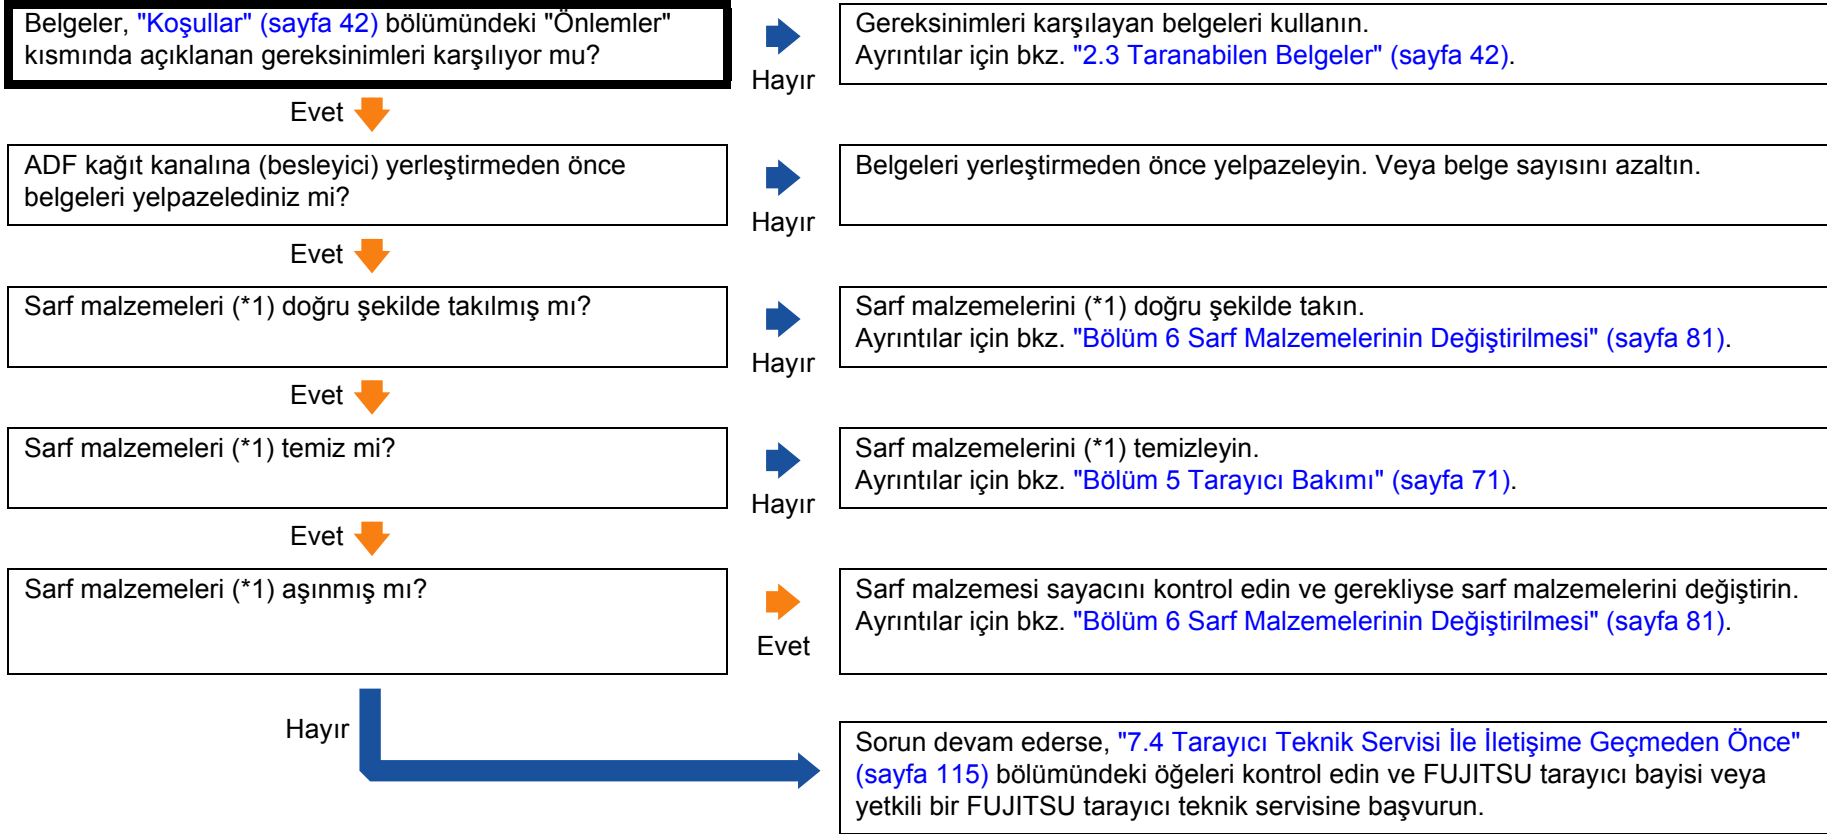 Belgeler, "Koşullar" (sayfa 42) bölümündeki "Önlemler"
kısmında açıklanan gereksinimleri karşılıyor mu?
Hayır
Gereksinimleri karşılayan belgeleri kullanın.
Ayrıntılar için bkz. "2.3 Taranabilen Belgeler" (sayfa 42).
Evet
ADF kağıt kanalına (besleyici) yerleştirmeden önce
belgeleri yelpazelediniz mi?
Hayır
Belgeleri yerleştirmeden önce yelpazeleyin. Veya belge sayısını azaltın.
Evet
Sarf malzemeleri (*1) doğru şekilde takılmış mı?
Hayır
Sarf malzemelerini (*1) doğru şekilde takın.
Ayrıntılar için bkz. "Bölüm 6 Sarf Malzemelerinin Değiştirilmesi" (sayfa 81).
Evet
Sarf malzemeleri (*1) temiz mi?
Hayır
Sarf malzemelerini (*1) temizleyin.
Ayrıntılar için bkz. "Bölüm 5 Tarayıcı Bakımı" (sayfa 71).
Evet
Sarf malzemeleri (*1) aşınmış mı?
Evet
Sarf malzemesi sayacını kontrol edin ve gerekliyse sarf malzemelerini değiştirin.
Ayrıntılar için bkz. "Bölüm 6 Sarf Malzemelerinin Değiştirilmesi" (sayfa 81).
Hayır
Sorun devam ederse, "7.4 Tarayıcı Teknik Servisi İle İletişime Geçmeden Önce"
(sayfa 115) bölümündeki öğeleri kontrol edin ve FUJITSU tarayıcı bayisi veya
yetkili bir FUJITSU tarayıcı teknik servisine başvurun.